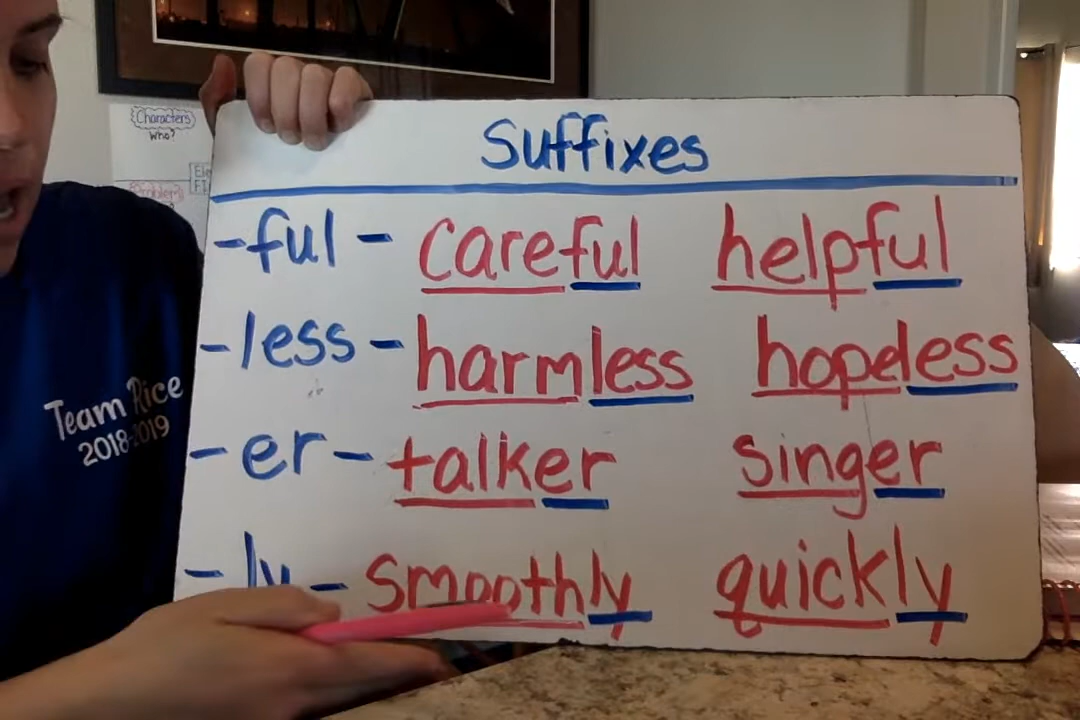 Characters
Who?
Suffixes
-ful - careful helpful
-less - harmless hopeless
-er - talker singer
-ly - smoothly quickly
Team Rice
2018-2019